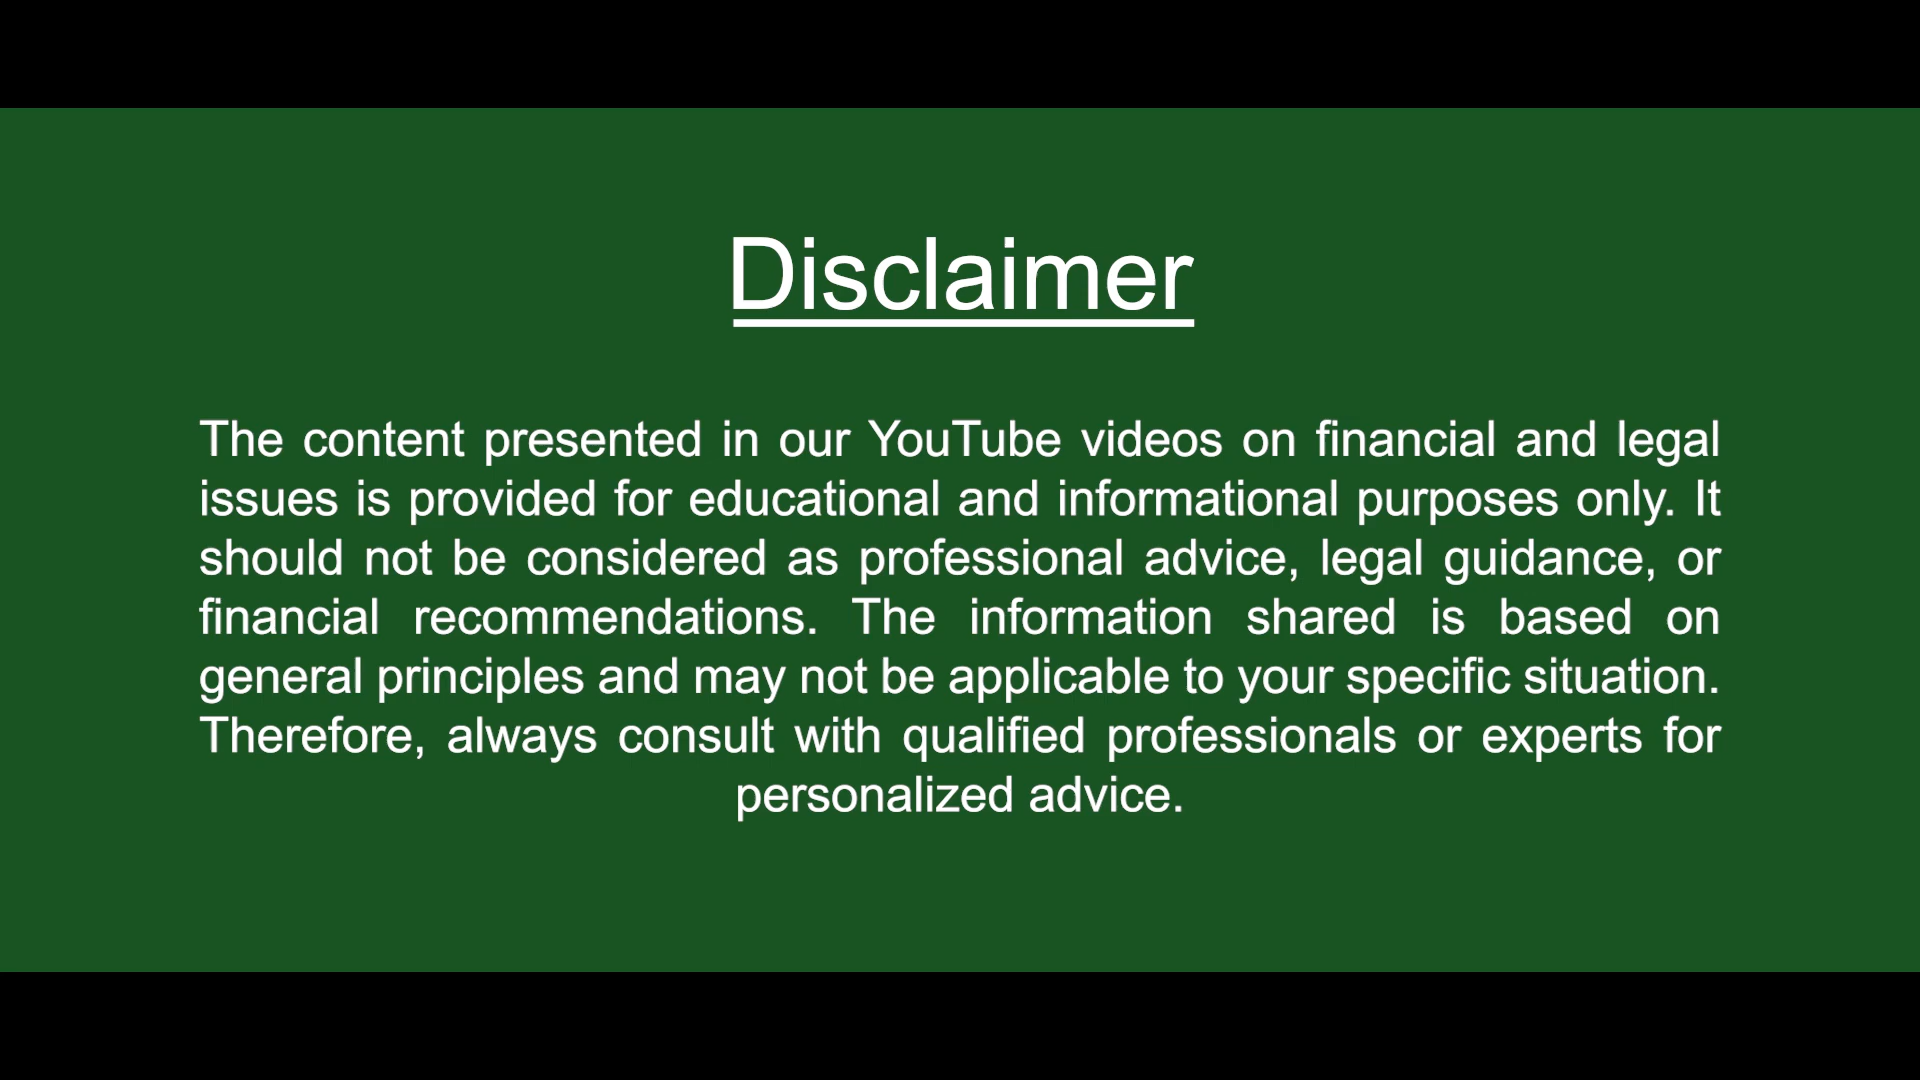 Disclaimer
The content presented in our YouTube videos on financial and legal
issues is provided for educational and informational purposes only. It
should not be considered as professional advice, legal guidance, or
financial recommendations. The information shared is based on
general principles and may not be applicable to your specific situation.
Therefore, always consult with qualified professionals or experts for
personalized advice.